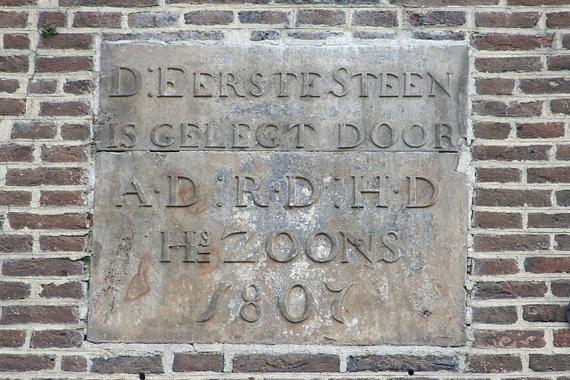 D: EERSTE STEEN
IS GELEGT DOOR
A·D: R·D: H·D
Hs ZOONS
1807